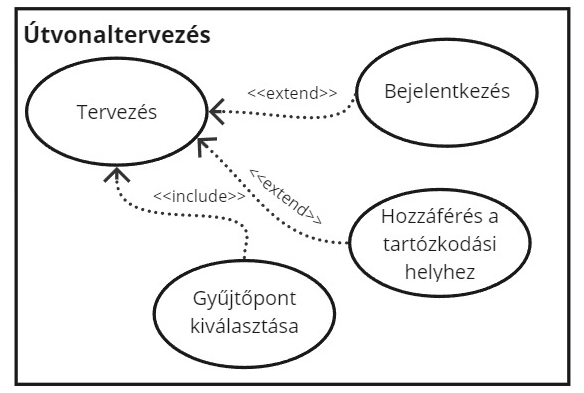 Útvonaltervezés
Tervezés
<<extend>>
Bejelentkezés
<<include>>
<<extend>>
Hozzáférés a
tartózkodási
helyhez
Gyűjtőpont
kiválasztása